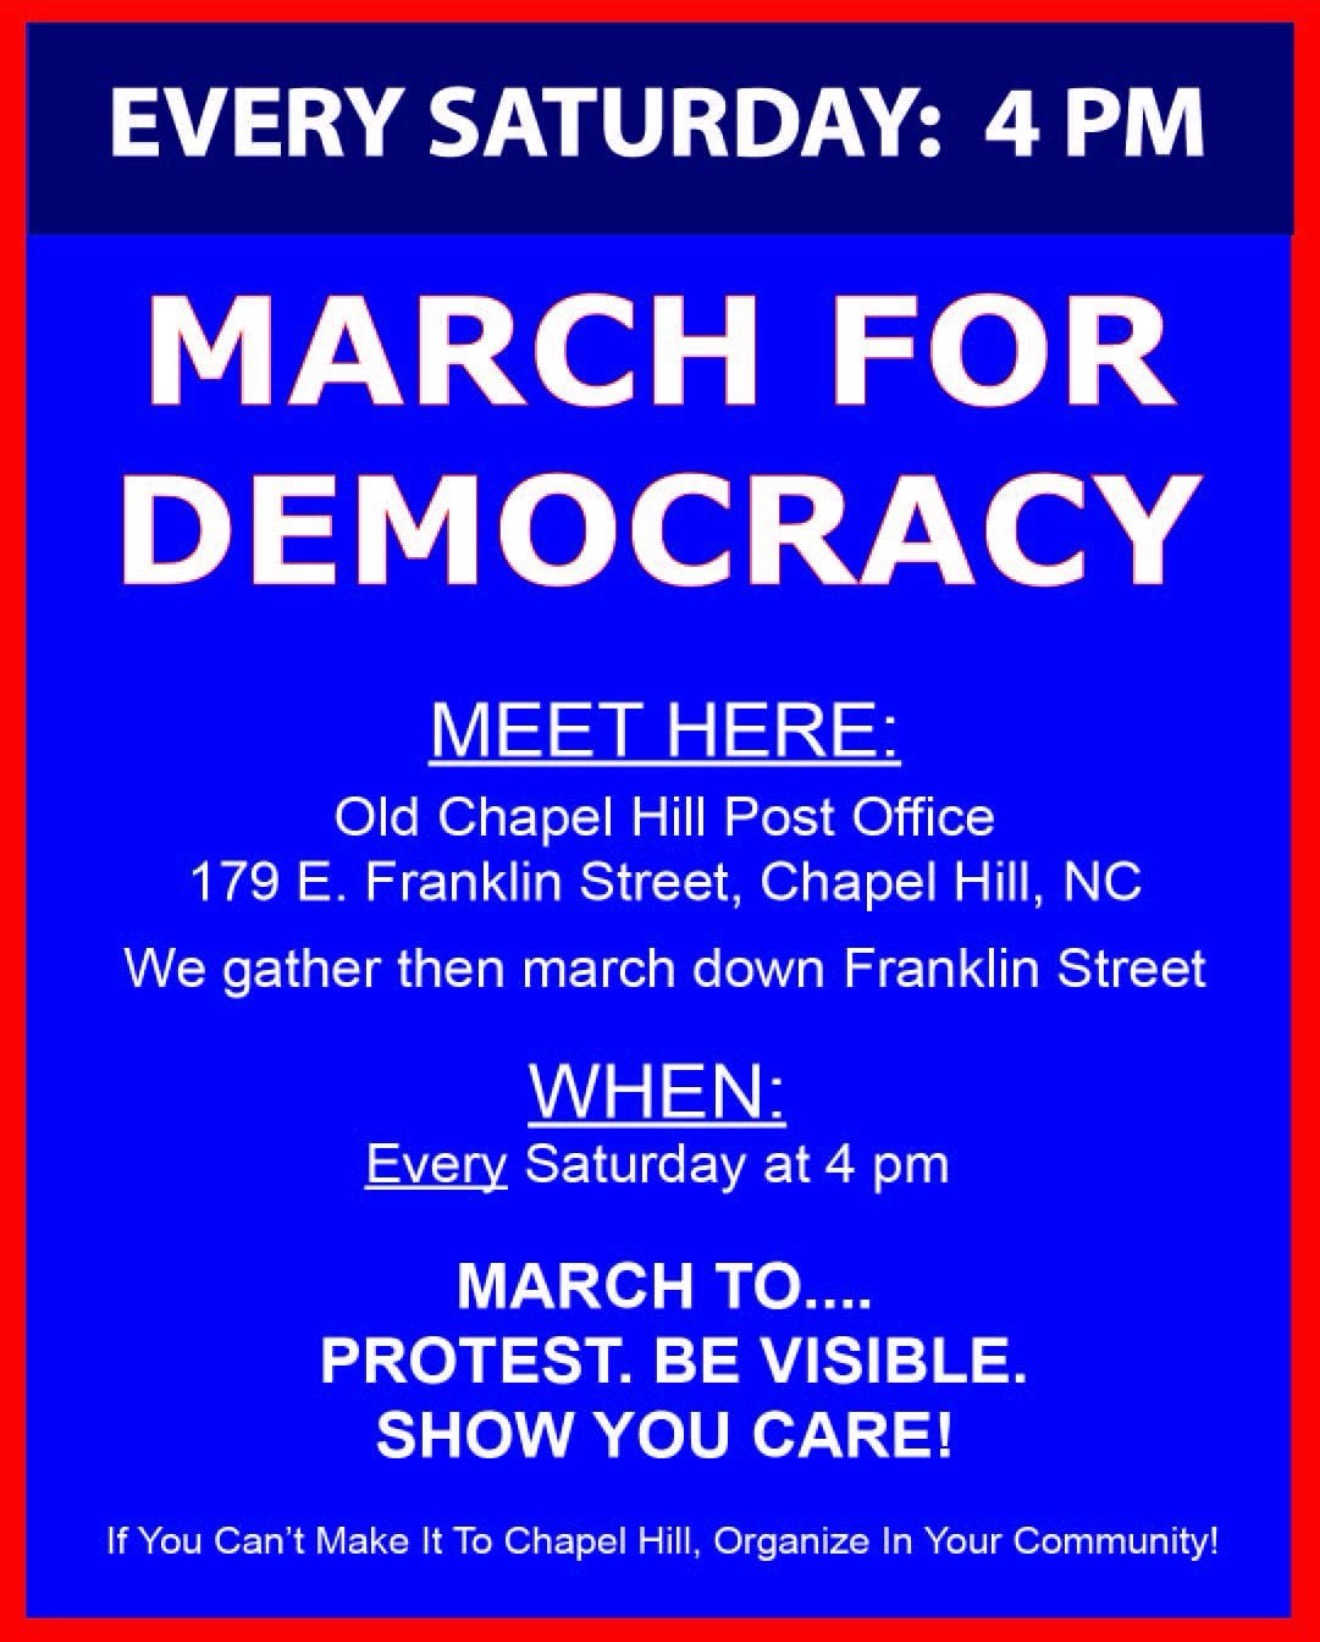 EVERY SATURDAY: 4 PM
MARCH FOR
DEMOCRACY
MEET HERE:
Old Chapel Hill Post Office
179 E. Franklin Street, Chapel Hill, NC
We gather then march down Franklin Street
WHEN:
Every Saturday at 4 pm
MARCH TO....
PROTEST. BE VISIBLE.
SHOW YOU CARE!
If You Can’t Make It To Chapel Hill, Organize In Your Community!